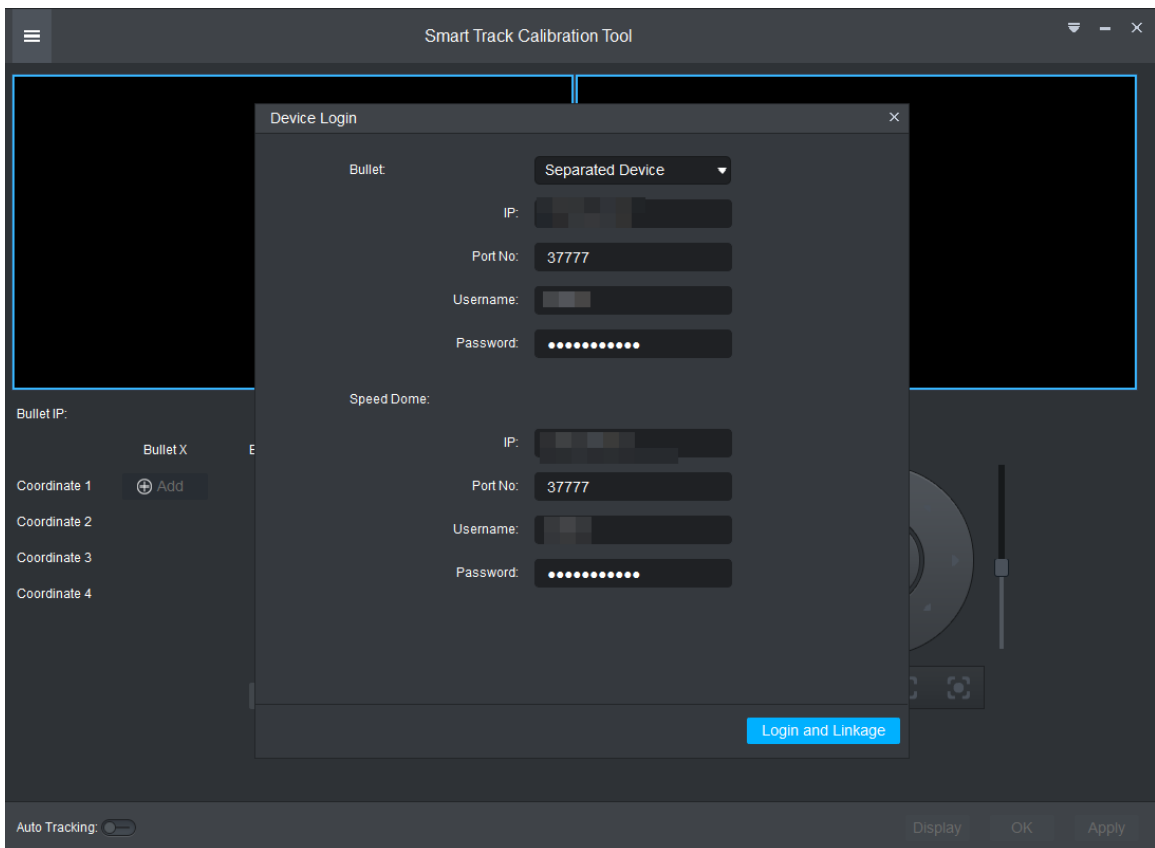 Smart Track Calibration Tool
Device Login
Bullet:
Separated Device
IP:
Port No:
37777
Username:
Password:
●●●●●●●●●●●
Speed Dome:
IP:
Port No:
37777
Username:
Password:
●●●●●●●●●●●
Login and Linkage
Bullet IP:
Bullet X
Coordinate 1
Add
Coordinate 2
Coordinate 3
Coordinate 4
Auto Tracking:
Display
OK
Apply